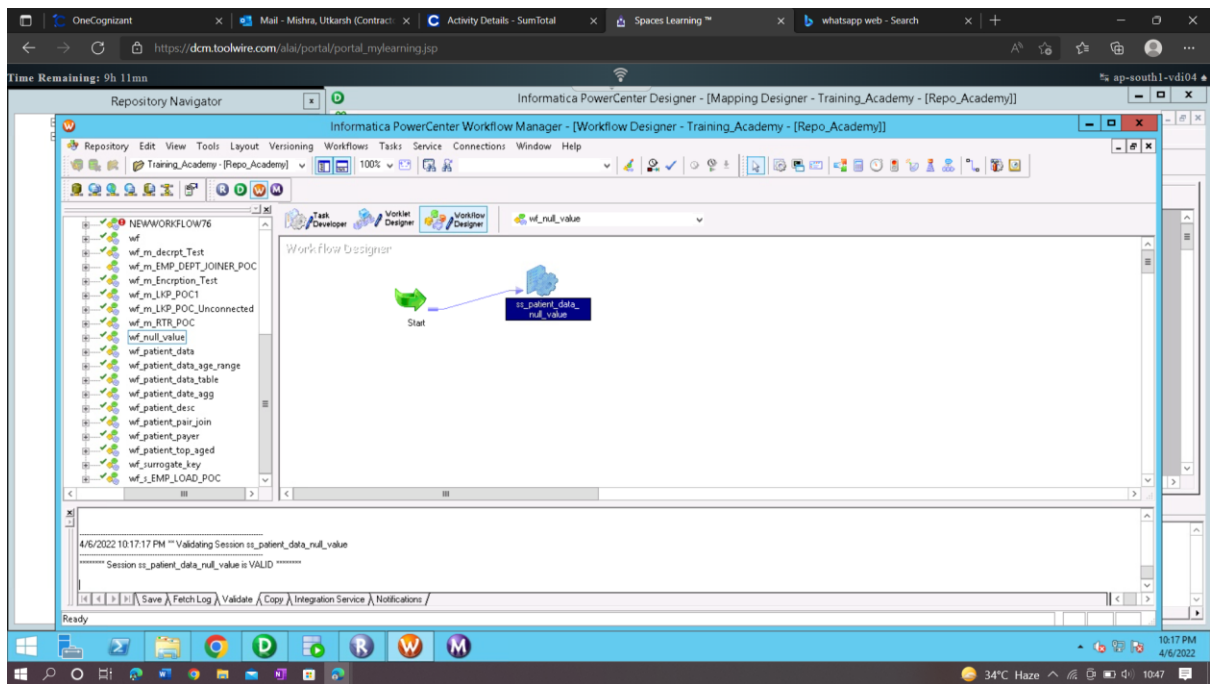 OneCognizant
Mail - Mishra, Utkarsh (Contract
Activity Details - SumTotal
Spaces Learning ™
whatsapp web - Search
https://dcm.toolwire.com/alai/portal/portal_mylearning.jsp
Time Remaining: 9h 11mn
ap-south1-vdi04
Repository Navigator
Informatica PowerCenter Designer - [Mapping Designer - Training_Academy - [Repo_Academy]]
Informatica PowerCenter Workflow Manager - [Workflow Designer - Training_Academy - [Repo_Academy]]
Repository Edit View Tools Layout Versioning Workflows Tasks Service Connections Window Help
Training_Academy - [Repo_Academy]
100%
Task Developer
Worklet Designer
Workflow Designer
wf_null_value
NEWWORKFLOW76
wf
wf_m_decrpt_Test
wf_m_EMP_DEPT_JOINER_POC
wf_m_Encrption_Test
wf_m_LKP_POC1
wf_m_LKP_POC_Unconnected
wf_m_RTR_POC
wf_null_value
wf_patient_data
wf_patient_data_age_range
wf_patient_data_table
wf_patient_date_agg
wf_patient_desc
wf_patient_pair_join
wf_patient_payer
wf_patient_top_aged
wf_surrogate_key
wf_s_EMP_LOAD_POC
Workflow Designer
Start
ss_patient_data_
null_value
4/6/2022 10:17:17 PM ** Validating Session ss_patient_data_null_value
******** Session ss_patient_data_null_value is VALID ********
Save Fetch Log Validate Copy Integration Service Notifications
Ready
10:17 PM
4/6/2022
34°C Haze
10:47